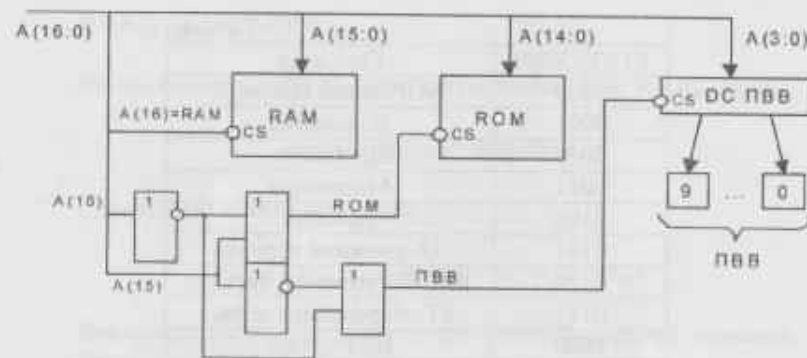 A(16:0)
A(15:0)
A(14:0)
A(3:0)
A(16)=RAM
CS
RAM
CS
ROM
CS
DC ПВВ
9
...
0
ПВВ
A(16)
1
1
ROM
A(15)
1
1
ПВВ